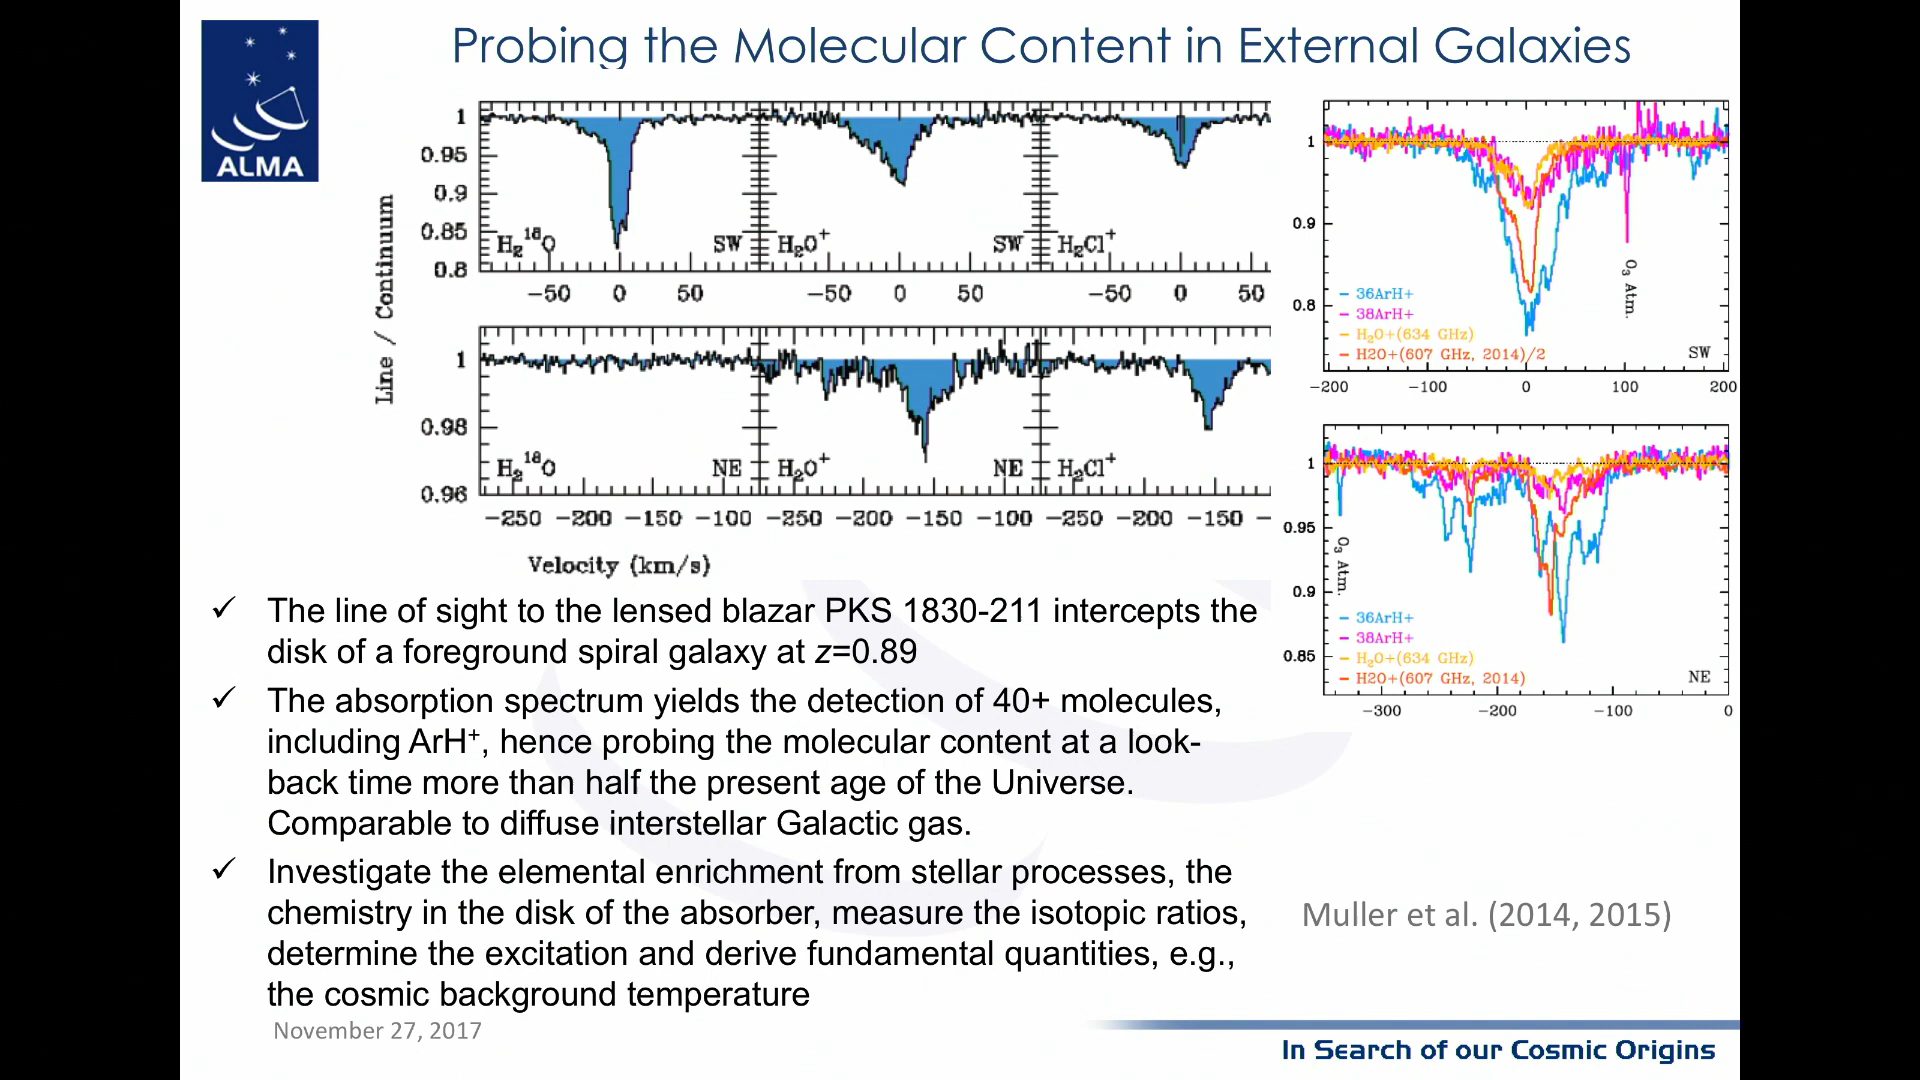 Probing the Molecular Content in External Galaxies
ALMA
Line / Continuum
1
0.95
0.9
0.85
0.8
H₂¹⁸O SW H₂O⁺ SW H₂Cl⁺
−50 0 50 −50 0 50 −50 0 50
1
0.98
0.96
H₂¹⁸O NE H₂O⁺ NE H₂Cl⁺
−250 −200 −150 −100 −250 −200 −150 −100 −250 −200 −150 −
Velocity (km/s)
1
0.9
0.8
O₃ Atm.
− 36ArH+
− 38ArH+
− H₂O+(634 GHz)
− H2O+(607 GHz, 2014)/2
SW
−200 −100 0 100 200
1
0.95
0.9
0.85
O₃ Atm.
− 36ArH+
− 38ArH+
− H₂O+(634 GHz)
− H2O+(607 GHz, 2014)
NE
−300 −200 −100 0
✓ The line of sight to the lensed blazar PKS 1830-211 intercepts the
disk of a foreground spiral galaxy at z=0.89
✓ The absorption spectrum yields the detection of 40+ molecules,
including ArH⁺, hence probing the molecular content at a look-
back time more than half the present age of the Universe.
Comparable to diffuse interstellar Galactic gas.
✓ Investigate the elemental enrichment from stellar processes, the
chemistry in the disk of the absorber, measure the isotopic ratios,
determine the excitation and derive fundamental quantities, e.g.,
the cosmic background temperature
Muller et al. (2014, 2015)
November 27, 2017
In Search of our Cosmic Origins